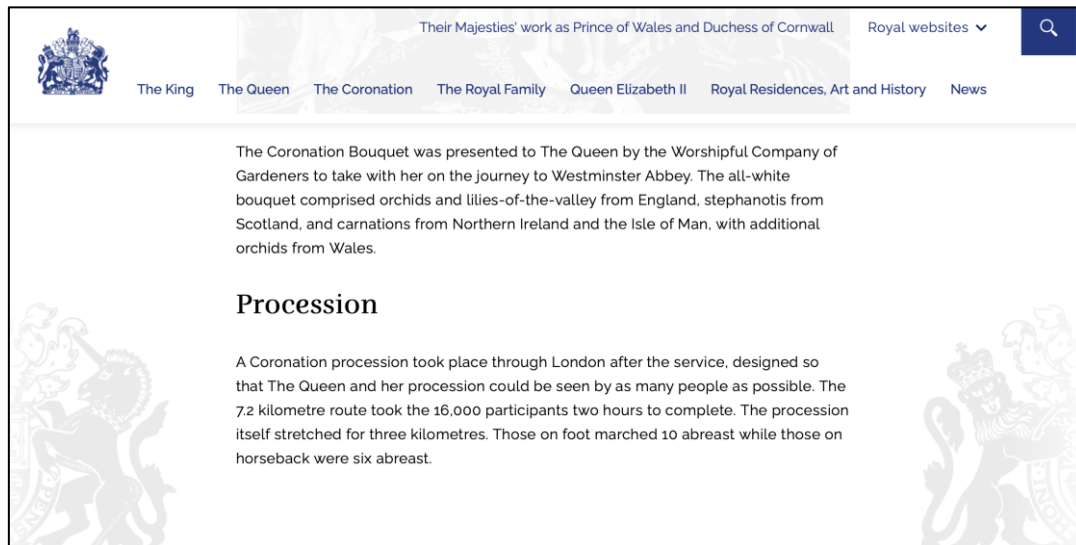 Their Majesties' work as Prince of Wales and Duchess of Cornwall Royal websites
The King The Queen The Coronation The Royal Family Queen Elizabeth II Royal Residences, Art and History News
The Coronation Bouquet was presented to The Queen by the Worshipful Company of
Gardeners to take with her on the journey to Westminster Abbey. The all-white
bouquet comprised orchids and lilies-of-the-valley from England, stephanotis from
Scotland, and carnations from Northern Ireland and the Isle of Man, with additional
orchids from Wales.
Procession
A Coronation procession took place through London after the service, designed so
that The Queen and her procession could be seen by as many people as possible. The
7.2 kilometre route took the 16,000 participants two hours to complete. The procession
itself stretched for three kilometres. Those on foot marched 10 abreast while those on
horseback were six abreast.